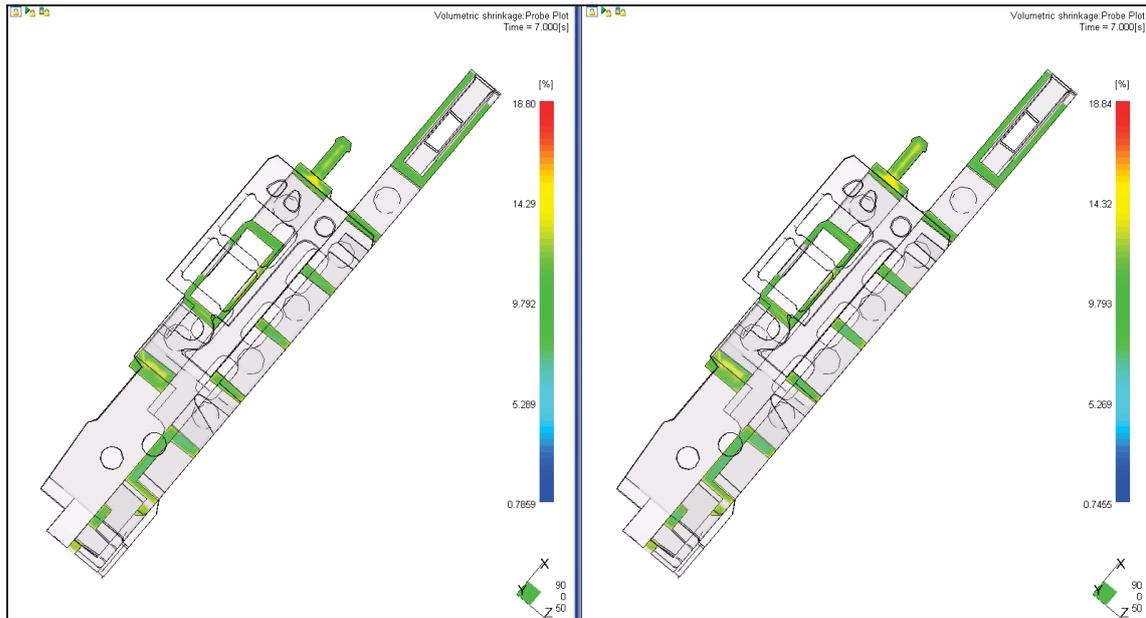 Volumetric shrinkage:Probe Plot
Time = 7.000[s]
[%]
18.80
14.29
9.792
5.289
0.7859
X
Y
Z
90
0
50
Volumetric shrinkage:Probe Plot
Time = 7.000[s]
[%]
18.84
14.32
9.793
5.269
0.7455
X
Y
Z
90
0
50